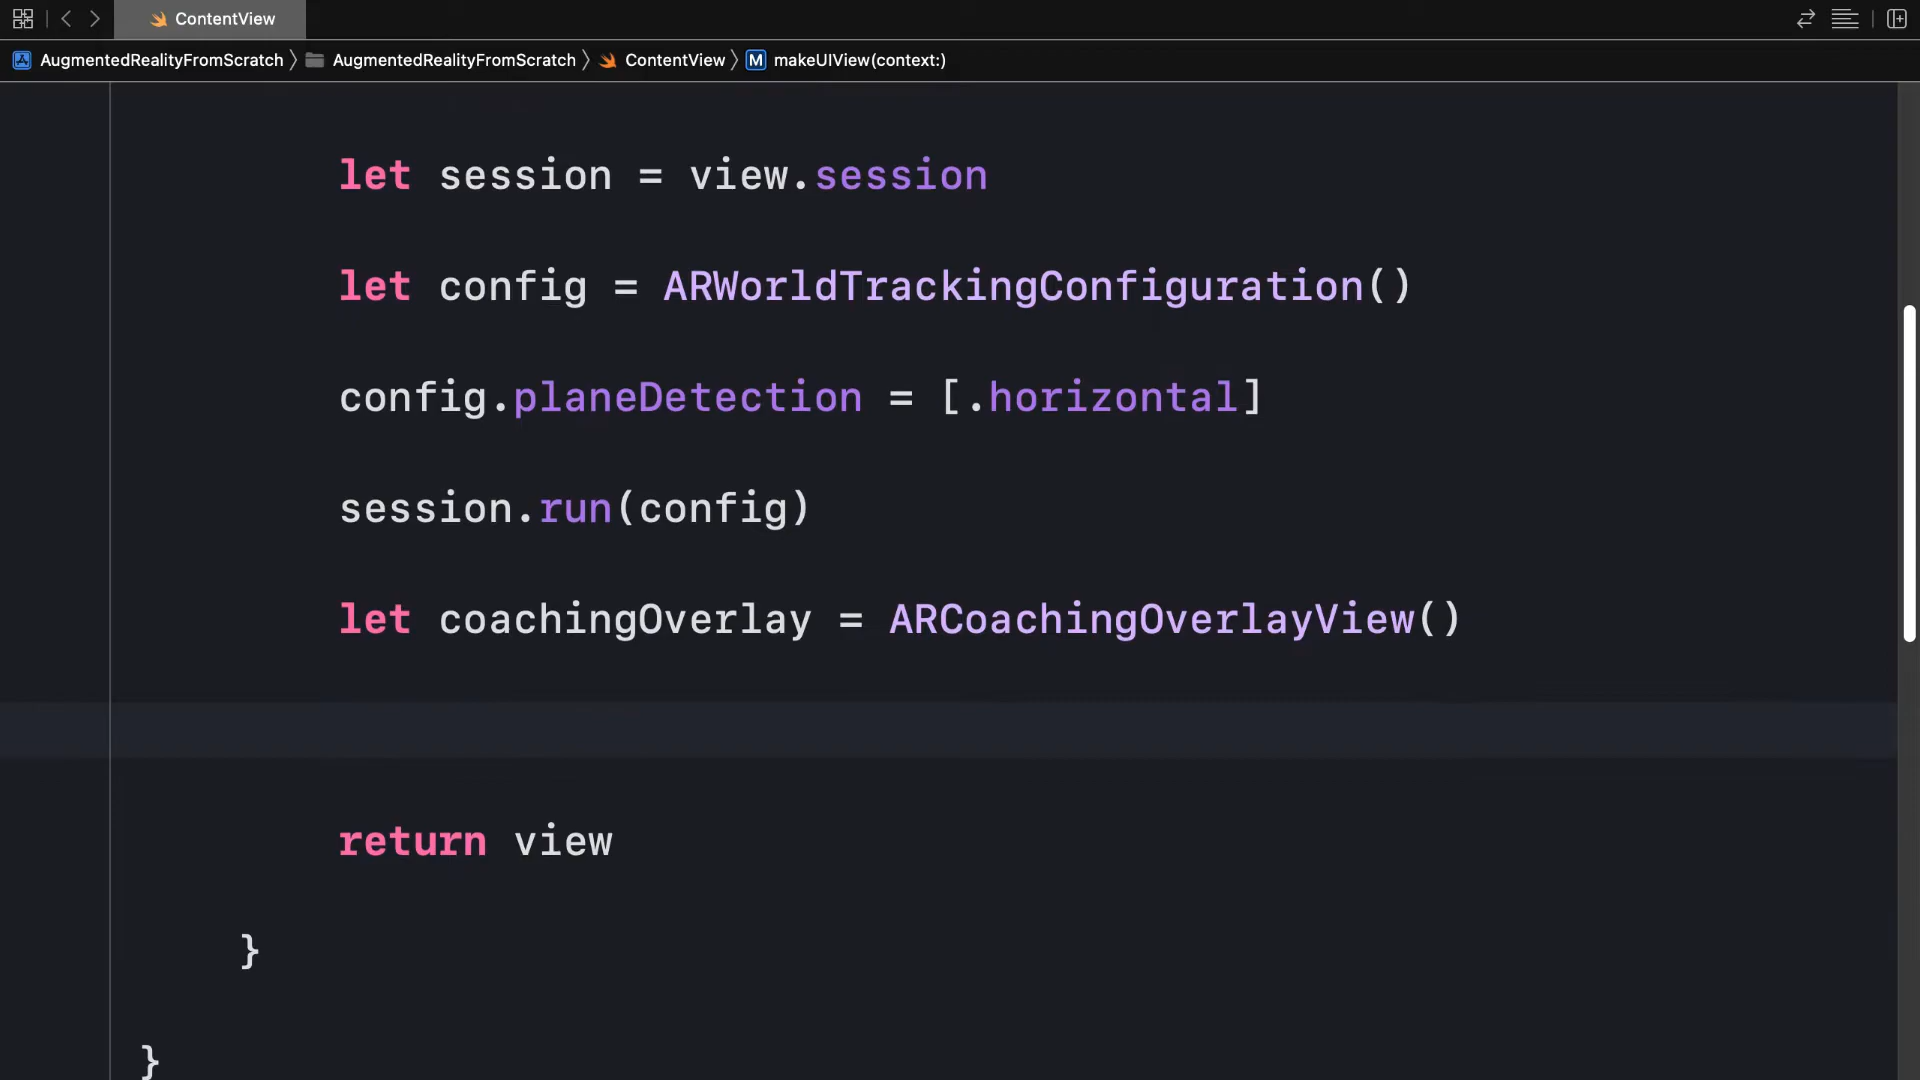 ContentView
AugmentedRealityFromScratch > AugmentedRealityFromScratch > ContentView > M makeUIView(context:)
let session = view.session
let config = ARWorldTrackingConfiguration()
config.planeDetection = [.horizontal]
session.run(config)
let coachingOverlay = ARCoachingOverlayView()
return view
}
}